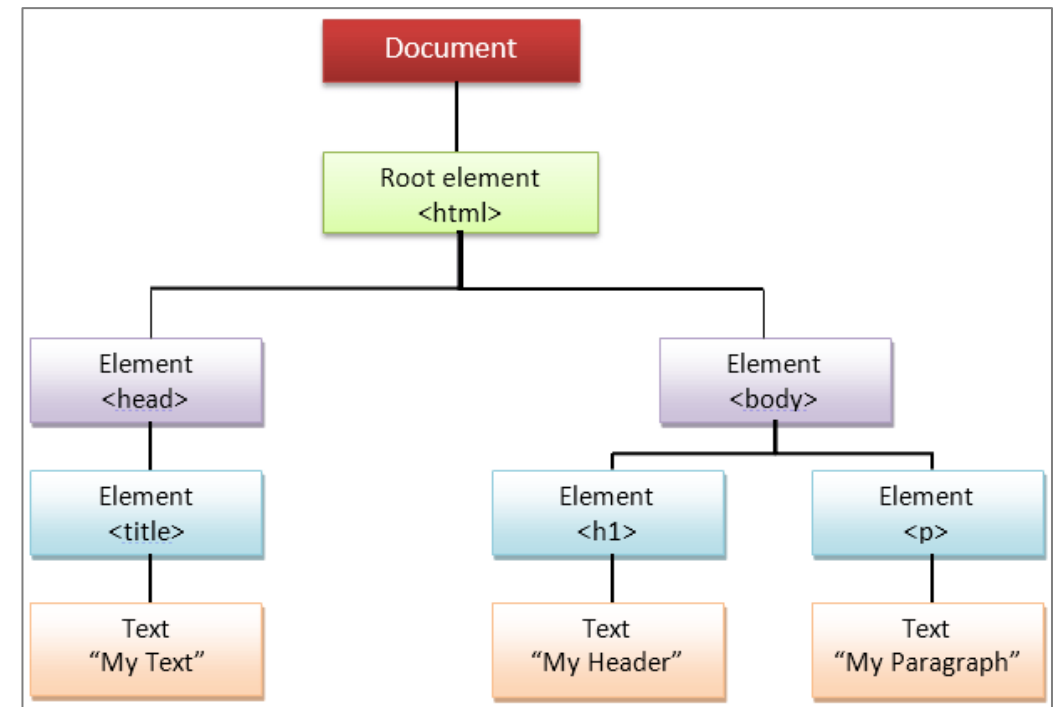 Document
Root element
<html>
Element
<head>
Element
<body>
Element
<title>
Element
<h1>
Element
<p>
Text
“My Text”
Text
“My Header”
Text
“My Paragraph”